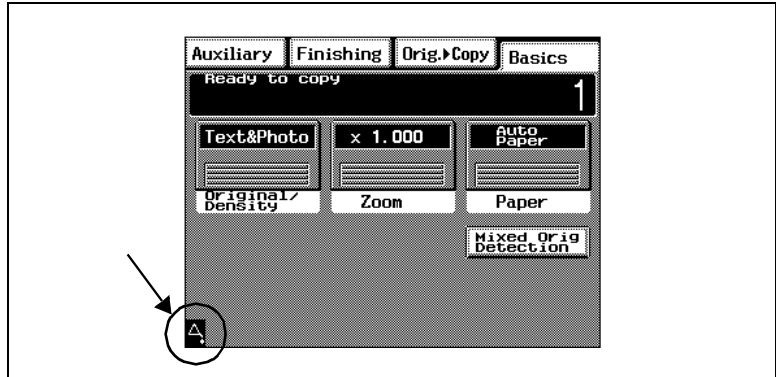 Auxiliary Finishing Orig.▸Copy Basics
Ready to copy
1
Text&Photo x 1.000 Auto Paper
Original/Density Zoom Paper
Mixed Orig
Detection